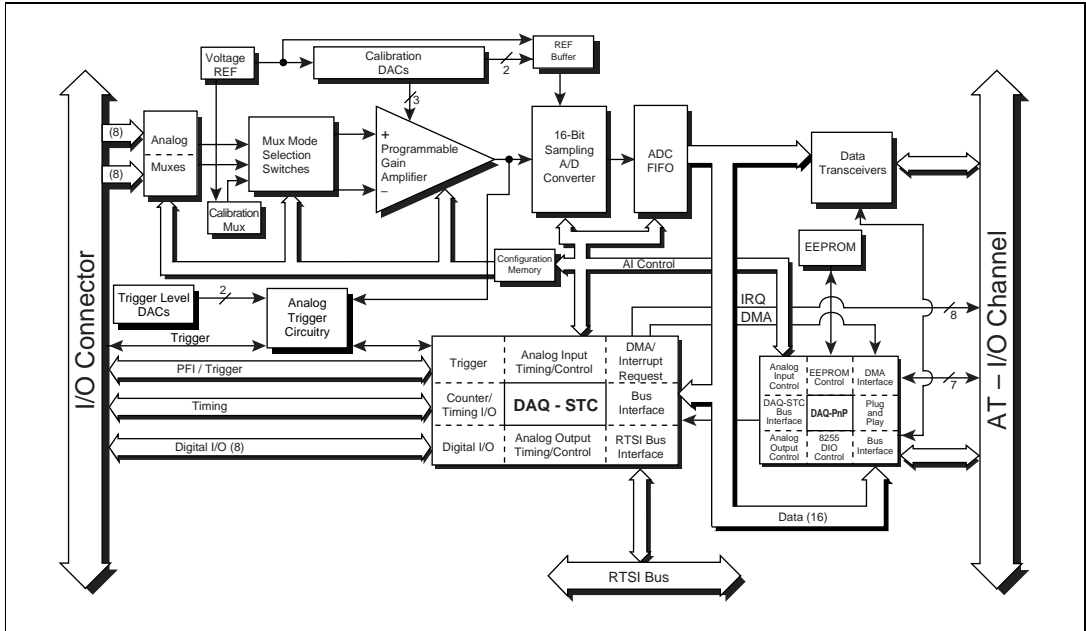 Voltage
REF
Calibration
DACs
2
REF
Buffer
3
(8)
(8)
Analog
Muxes
Mux Mode
Selection
Switches
+
Programmable
Gain
Amplifier
–
16-Bit
Sampling
A/D
Converter
ADC
FIFO
Data
Transceivers
Calibration
Mux
EEPROM
Configuration
Memory
AI Control
I/O Connector
AT – I/O Channel
Trigger Level
DACs
2
Analog
Trigger
Circuitry
IRQ
DMA
8
Trigger
PFI / Trigger
Timing
Digital I/O (8)
Trigger
Analog Input
Timing/Control
DMA/
Interrupt
Request
Counter/
Timing I/O
DAQ - STC
Bus
Interface
Digital I/O
Analog Output
Timing/Control
RTSI Bus
Interface
Analog
Input
Control
EEPROM
Control
DMA
Interface
7
DAQ-STC
Bus
Interface
DAQ-PnP
Plug
and
Play
Analog
Output
Control
8255
DIO
Control
Bus
Interface
Data (16)
RTSI Bus